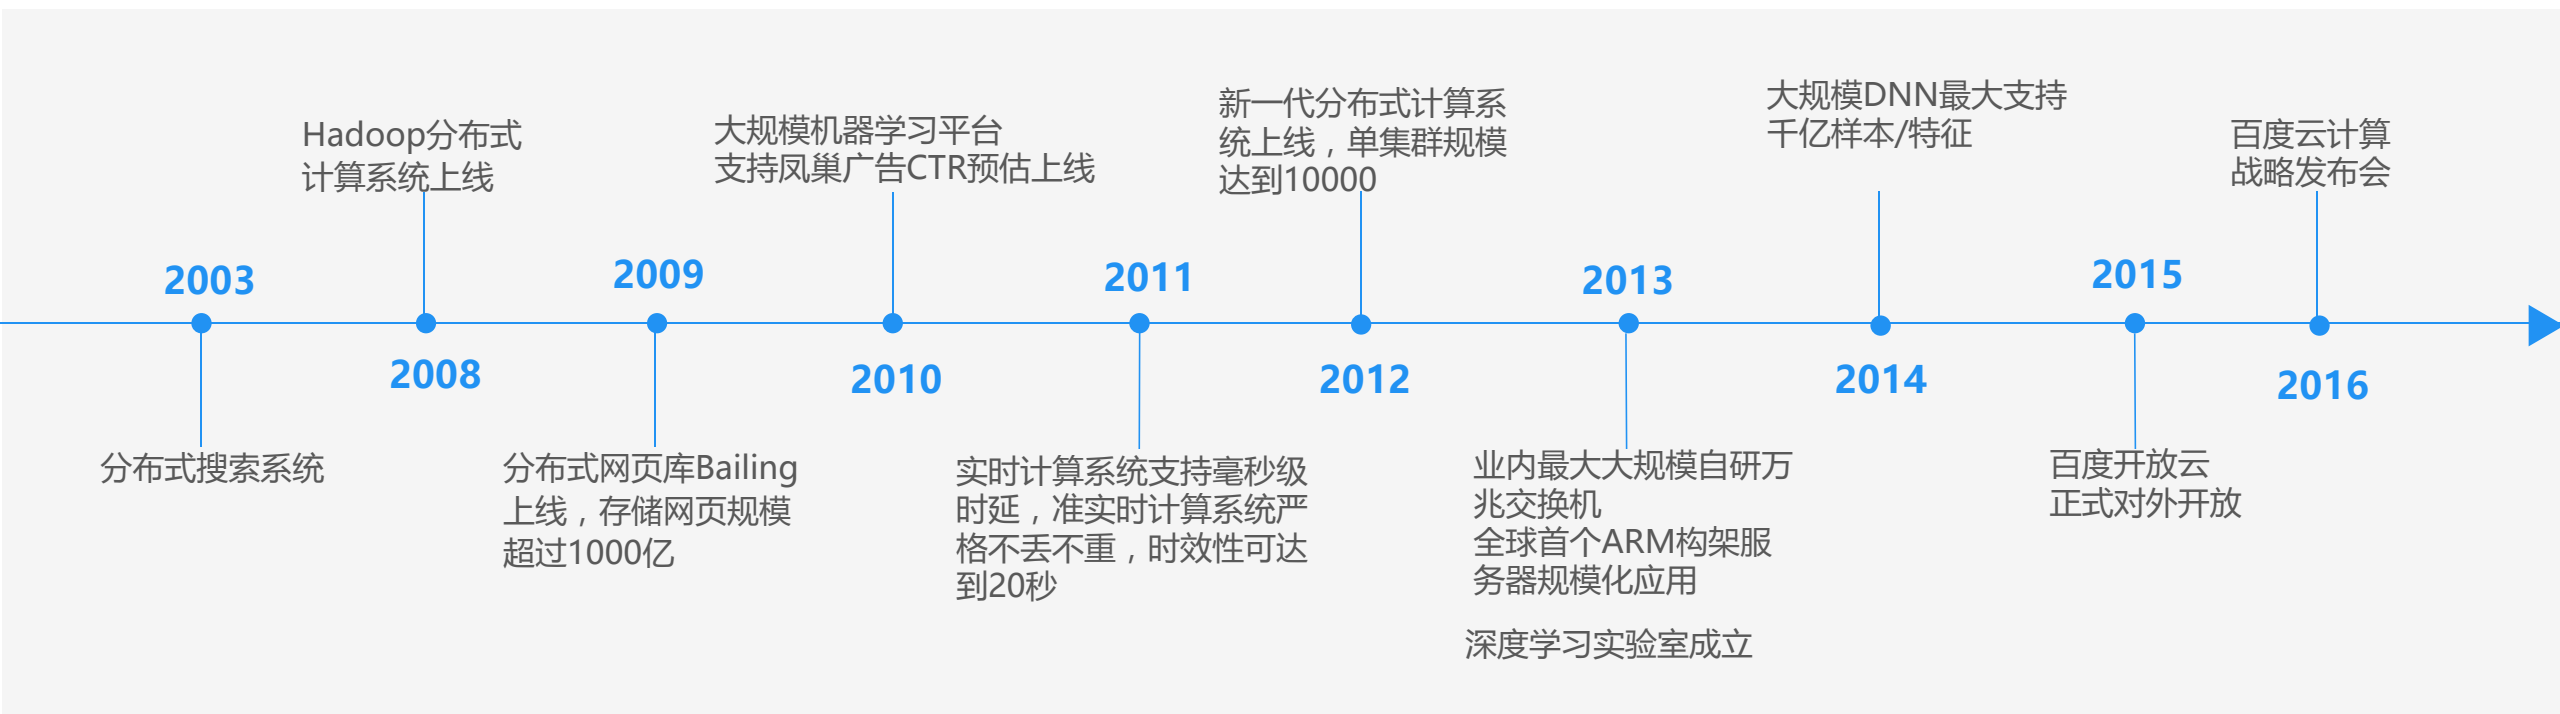 2003
分布式搜索系统
Hadoop分布式
计算系统上线
2008
2009
分布式网页库Bailing
上线，存储网页规模
超过1000亿
大规模机器学习平台
支持凤巢广告CTR预估上线
2010
2011
实时计算系统支持毫秒级
时延，准实时计算系统严
格不丢不重，时效性可达
到20秒
新一代分布式计算系
统上线，单集群规模
达到10000
2012
2013
业内最大大规模自研万
兆交换机
全球首个ARM构架服
务器规模化应用
深度学习实验室成立
大规模DNN最大支持
千亿样本/特征
2014
2015
百度开放云
正式对外开放
百度云计算
战略发布会
2016